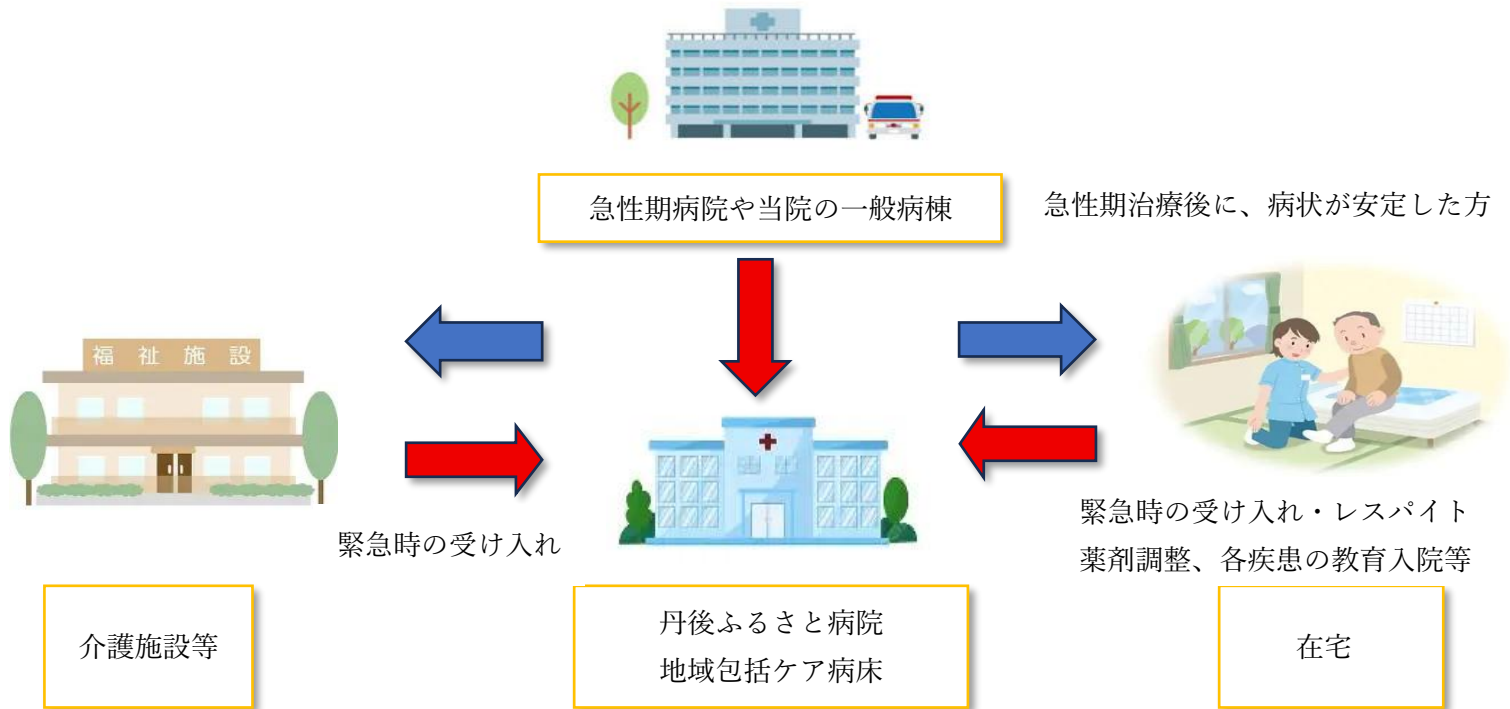 急性期病院や当院の一般病棟
急性期治療後に、病状が安定した方
福祉施設
緊急時の受け入れ
緊急時の受け入れ・レスパイト
薬剤調整、各疾患の教育入院等
介護施設等
丹後ふるさと病院
地域包括ケア病床
在宅